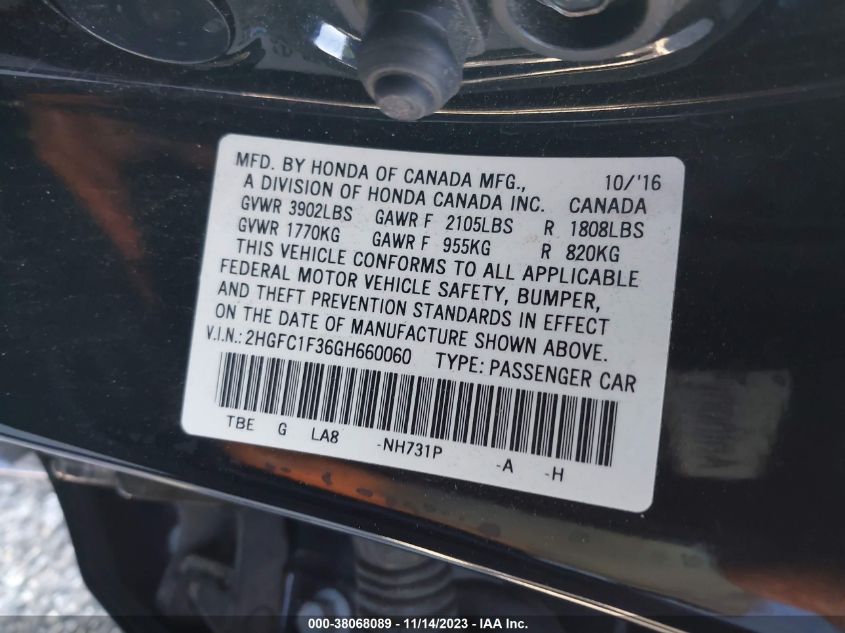 MFD. BY HONDA OF CANADA MFG., 10/'16
A DIVISION OF HONDA CANADA INC. CANADA
GVWR 3902LBS GAWR F 2105LBS R 1808LBS
GVWR 1770KG GAWR F 955KG R 820KG
THIS VEHICLE CONFORMS TO ALL APPLICABLE
FEDERAL MOTOR VEHICLE SAFETY, BUMPER,
AND THEFT PREVENTION STANDARDS IN EFFECT
ON THE DATE OF MANUFACTURE SHOWN ABOVE.
V.I.N.: 2HGFC1F36GH660060 TYPE: PASSENGER CAR
TBE G LA8 -NH731P -A -H
000-38068089 - 11/14/2023 - IAA Inc.